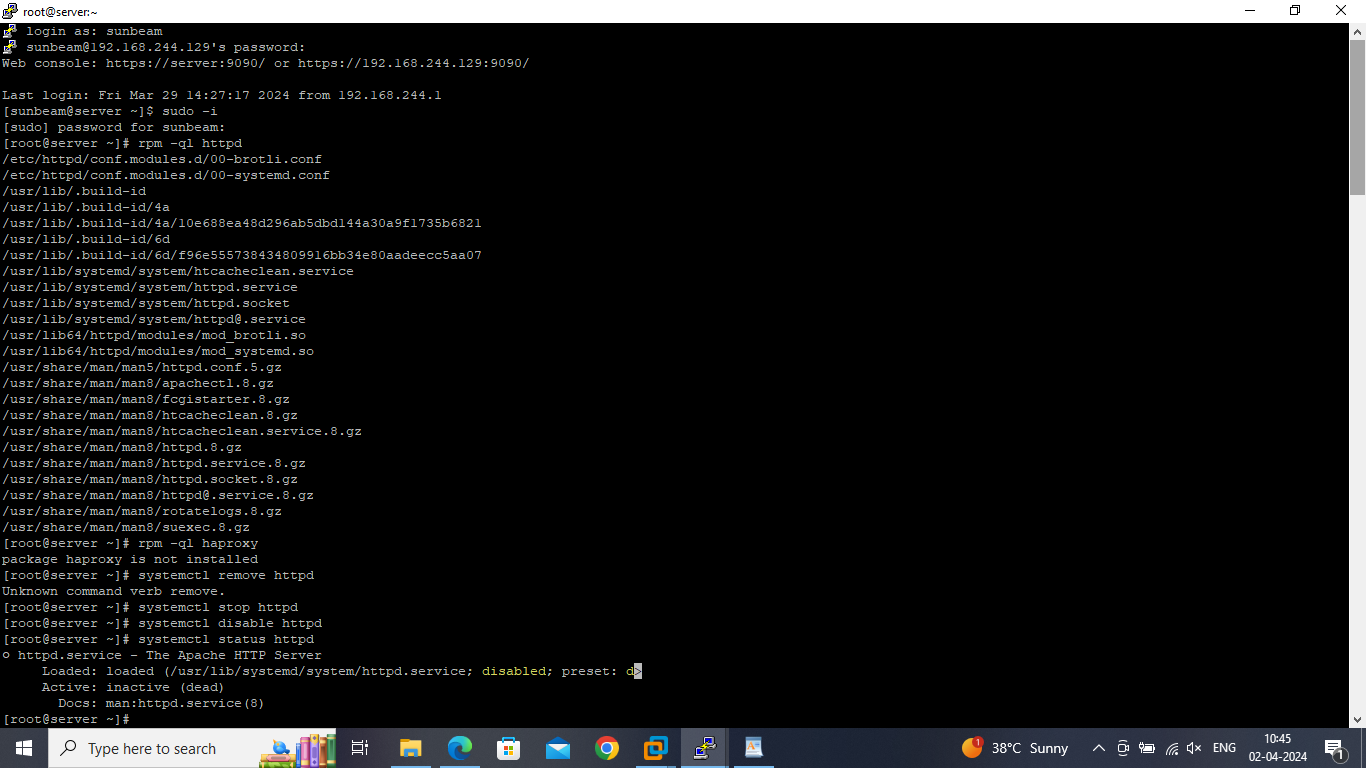 root@server:~
login as: sunbeam
sunbeam@192.168.244.129's password:
Web console: https://server:9090/ or https://192.168.244.129:9090/
Last login: Fri Mar 29 14:27:17 2024 from 192.168.244.1
[sunbeam@server ~]$ sudo -i
[sudo] password for sunbeam:
[root@server ~]# rpm -ql httpd
/etc/httpd/conf.modules.d/00-brotli.conf
/etc/httpd/conf.modules.d/00-systemd.conf
/usr/lib/.build-id
/usr/lib/.build-id/4a
/usr/lib/.build-id/4a/10e688ea48d296ab5dbd144a30a9f1735b6821
/usr/lib/.build-id/6d
/usr/lib/.build-id/6d/f96e555738434809916bb34e80aadeecc5aa07
/usr/lib/systemd/system/htcacheclean.service
/usr/lib/systemd/system/httpd.service
/usr/lib/systemd/system/httpd.socket
/usr/lib/systemd/system/httpd@.service
/usr/lib64/httpd/modules/mod_brotli.so
/usr/lib64/httpd/modules/mod_systemd.so
/usr/share/man/man5/httpd.conf.5.gz
/usr/share/man/man8/apachectl.8.gz
/usr/share/man/man8/fcgistarter.8.gz
/usr/share/man/man8/htcacheclean.8.gz
/usr/share/man/man8/htcacheclean.service.8.gz
/usr/share/man/man8/httpd.8.gz
/usr/share/man/man8/httpd.service.8.gz
/usr/share/man/man8/httpd.socket.8.gz
/usr/share/man/man8/httpd@.service.8.gz
/usr/share/man/man8/rotatelogs.8.gz
/usr/share/man/man8/suexec.8.gz
[root@server ~]# rpm -ql haproxy
package haproxy is not installed
[root@server ~]# systemctl remove httpd
Unknown command verb remove.
[root@server ~]# systemctl stop httpd
[root@server ~]# systemctl disable httpd
[root@server ~]# systemctl status httpd
○ httpd.service - The Apache HTTP Server
Loaded: loaded (/usr/lib/systemd/system/httpd.service; disabled; preset: d>
Active: inactive (dead)
Docs: man:httpd.service(8)
[root@server ~]#
Type here to search
1
38°C Sunny
ENG
10:45
02-04-2024
1